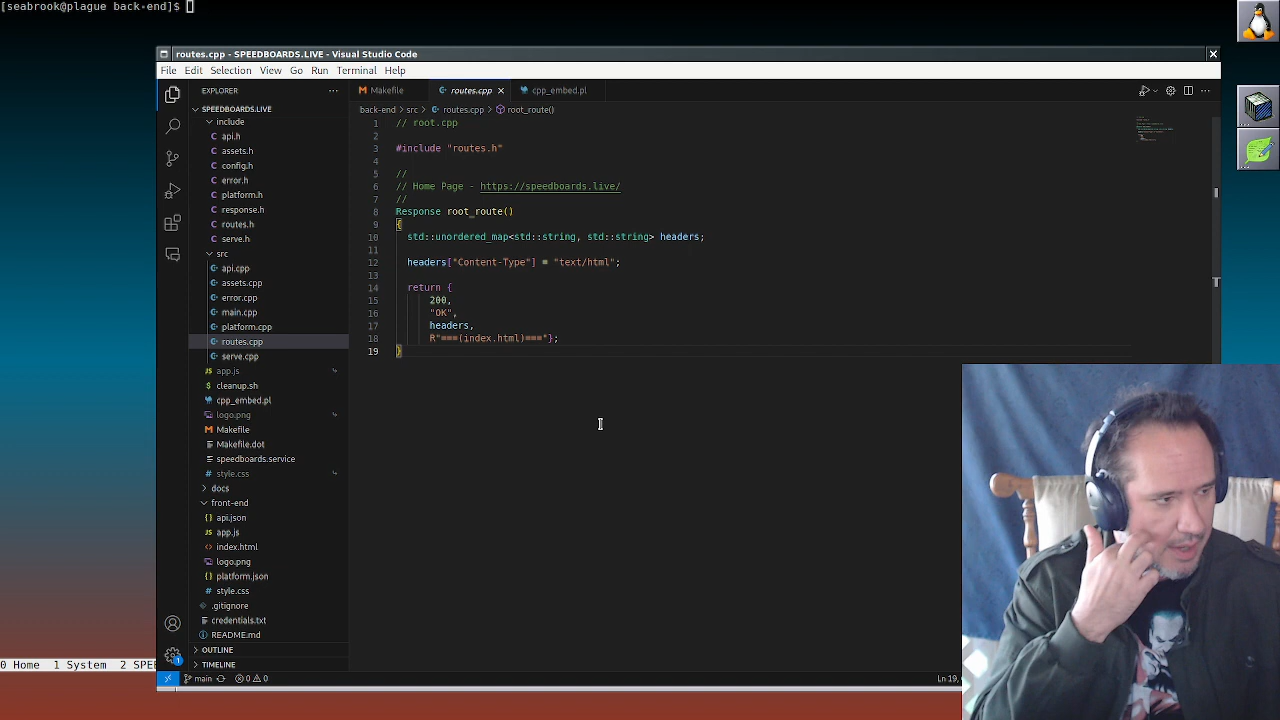 [seabrook@plague back-end]$
routes.cpp - SPEEDBOARDS.LIVE - Visual Studio Code
File Edit Selection View Go Run Terminal Help
EXPLORER
Makefile
routes.cpp
cpp_embed.pl
SPEEDBOARDS.LIVE
back-end > src > routes.cpp > root_route()
include
api.h
assets.h
config.h
error.h
platform.h
response.h
routes.h
serve.h
src
api.cpp
assets.cpp
error.cpp
main.cpp
platform.cpp
routes.cpp
serve.cpp
app.js
cleanup.sh
cpp_embed.pl
logo.png
Makefile
Makefile.dot
speedboards.service
style.css
docs
front-end
api.json
app.js
index.html
logo.png
platform.json
style.css
.gitignore
credentials.txt
README.md
OUTLINE
TIMELINE
1 // root.cpp
2
3 #include "routes.h"
4
5 //
6 // Home Page - https://speedboards.live/
7 //
8 Response root_route()
9 {
10 std::unordered_map<std::string, std::string> headers;
11
12 headers["Content-Type"] = "text/html";
13
14 return {
15 200,
16 "OK",
17 headers,
18 R"===(index.html)==="};
19 }
0 Home 1 System 2 SPE
1
main 0 0
Ln 19,